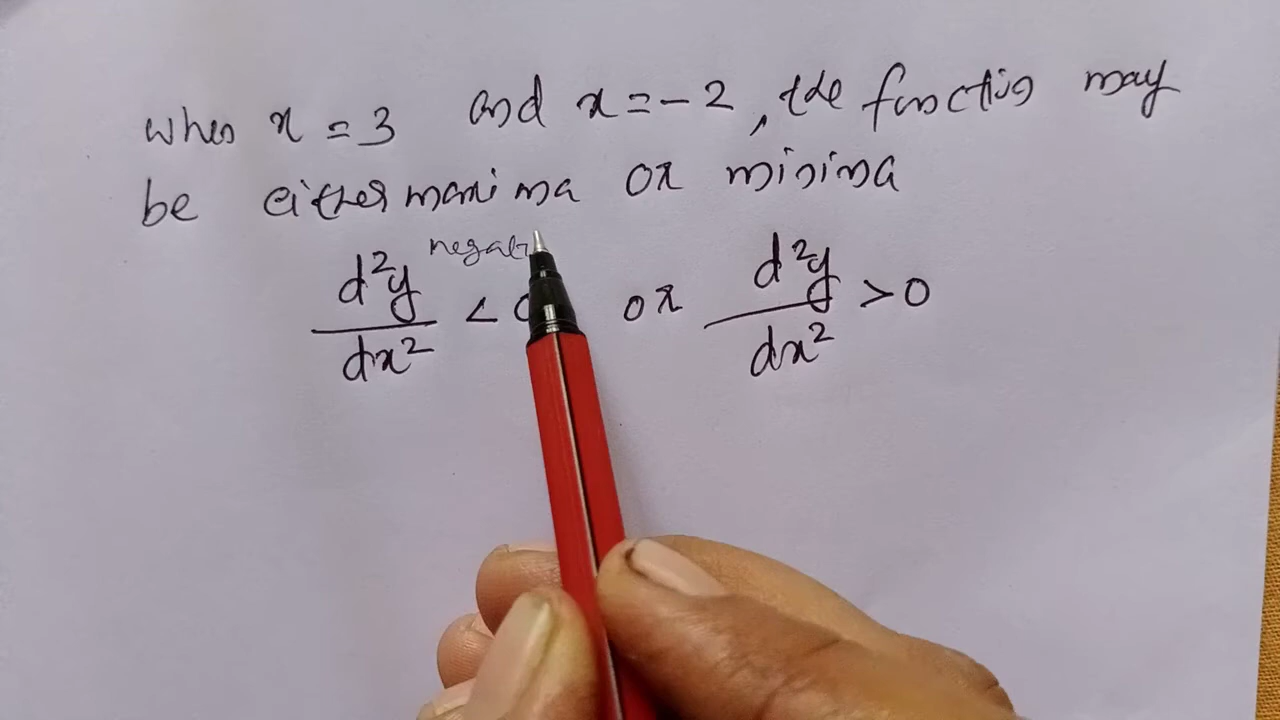 when x = 3 and x = -2, the function may
be either maxima or minima
negati
d²y/dx² < 0 or d²y/dx² > 0